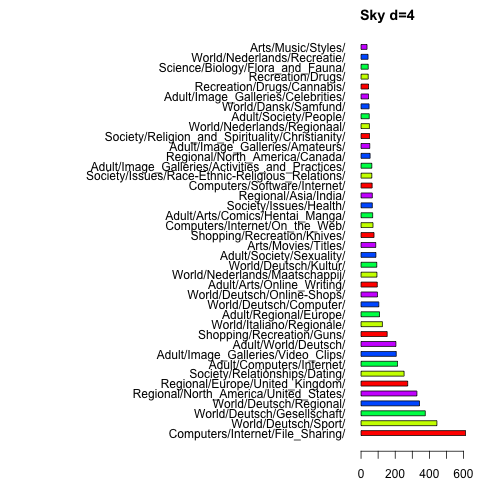 Sky d=4
Arts/Music/Styles/
World/Nederlands/Recreatie/
Science/Biology/Flora_and_Fauna/
Recreation/Drugs/
Recreation/Drugs/Cannabis/
Adult/Image_Galleries/Celebrities/
World/Dansk/Samfund/
Adult/Society/People/
World/Nederlands/Regionaal/
Society/Religion_and_Spirituality/Christianity/
Adult/Image_Galleries/Amateurs/
Regional/North_America/Canada/
Adult/Image_Galleries/Activities_and_Practices/
Society/Issues/Race-Ethnic-Religious_Relations/
Computers/Software/Internet/
Regional/Asia/India/
Society/Issues/Health/
Adult/Arts/Comics/Hentai_Manga/
Computers/Internet/On_the_Web/
Shopping/Recreation/Knives/
Arts/Movies/Titles/
Adult/Society/Sexuality/
World/Deutsch/Kultur/
World/Nederlands/Maatschappij/
Adult/Arts/Online_Writing/
World/Deutsch/Online-Shops/
World/Deutsch/Computer/
Adult/Regional/Europe/
World/Italiano/Regionale/
Shopping/Recreation/Guns/
Adult/World/Deutsch/
Adult/Image_Galleries/Video_Clips/
Adult/Computers/Internet/
Society/Relationships/Dating/
Regional/Europe/United_Kingdom/
Regional/North_America/United_States/
World/Deutsch/Regional/
World/Deutsch/Gesellschaft/
World/Deutsch/Sport/
Computers/Internet/File_Sharing/
0 200 400 600